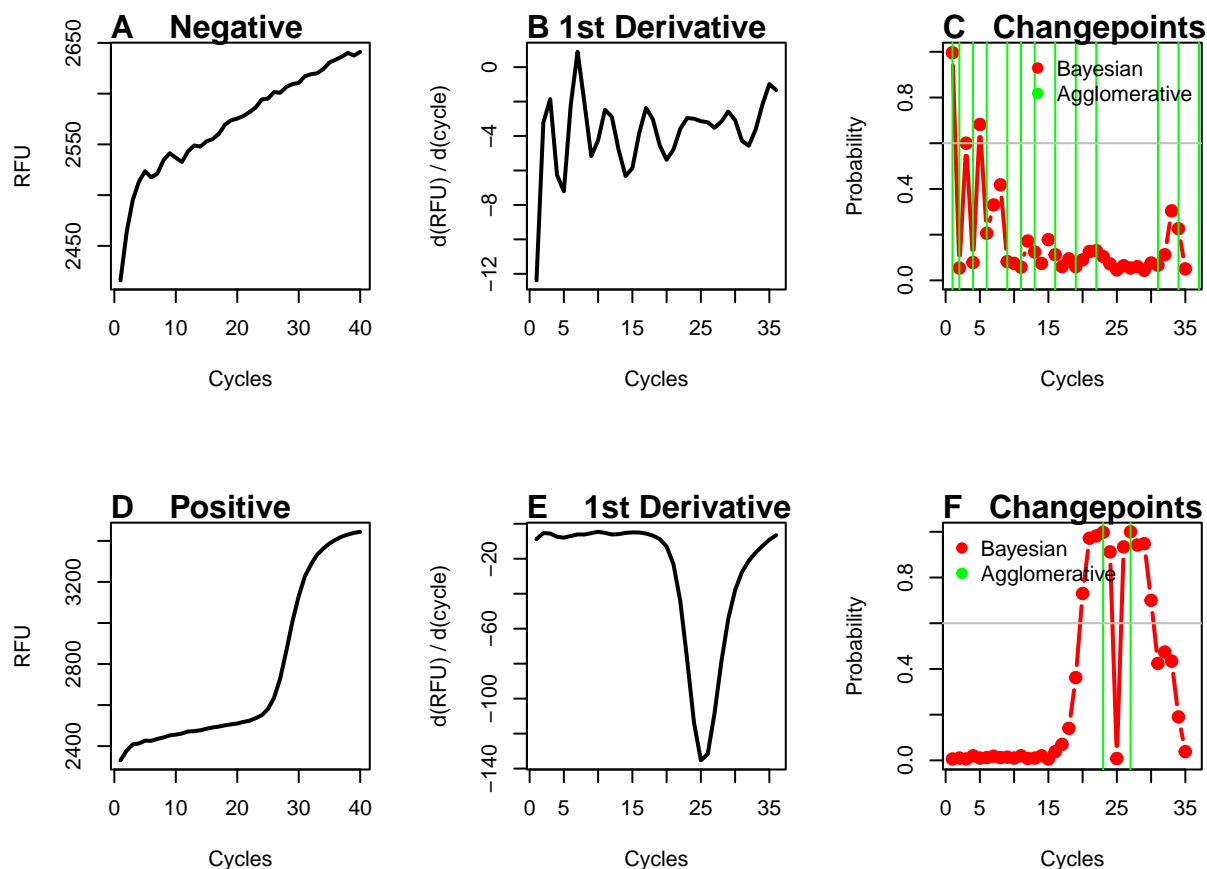 A Negative
RFU
2450 2550 2650
0 10 20 30 40
Cycles
B 1st Derivative
d(RFU) / d(cycle)
−12 −8 −4 0
0 5 15 25 35
Cycles
C Changepoints
Bayesian
Agglomerative
Probability
0.0 0.4 0.8
0 5 15 25 35
Cycles
D Positive
RFU
2400 2800 3200
0 10 20 30 40
Cycles
E 1st Derivative
d(RFU) / d(cycle)
−140 −100 −60 −20
0 5 15 25 35
Cycles
F Changepoints
Bayesian
Agglomerative
Probability
0.0 0.4 0.8
0 5 15 25 35
Cycles